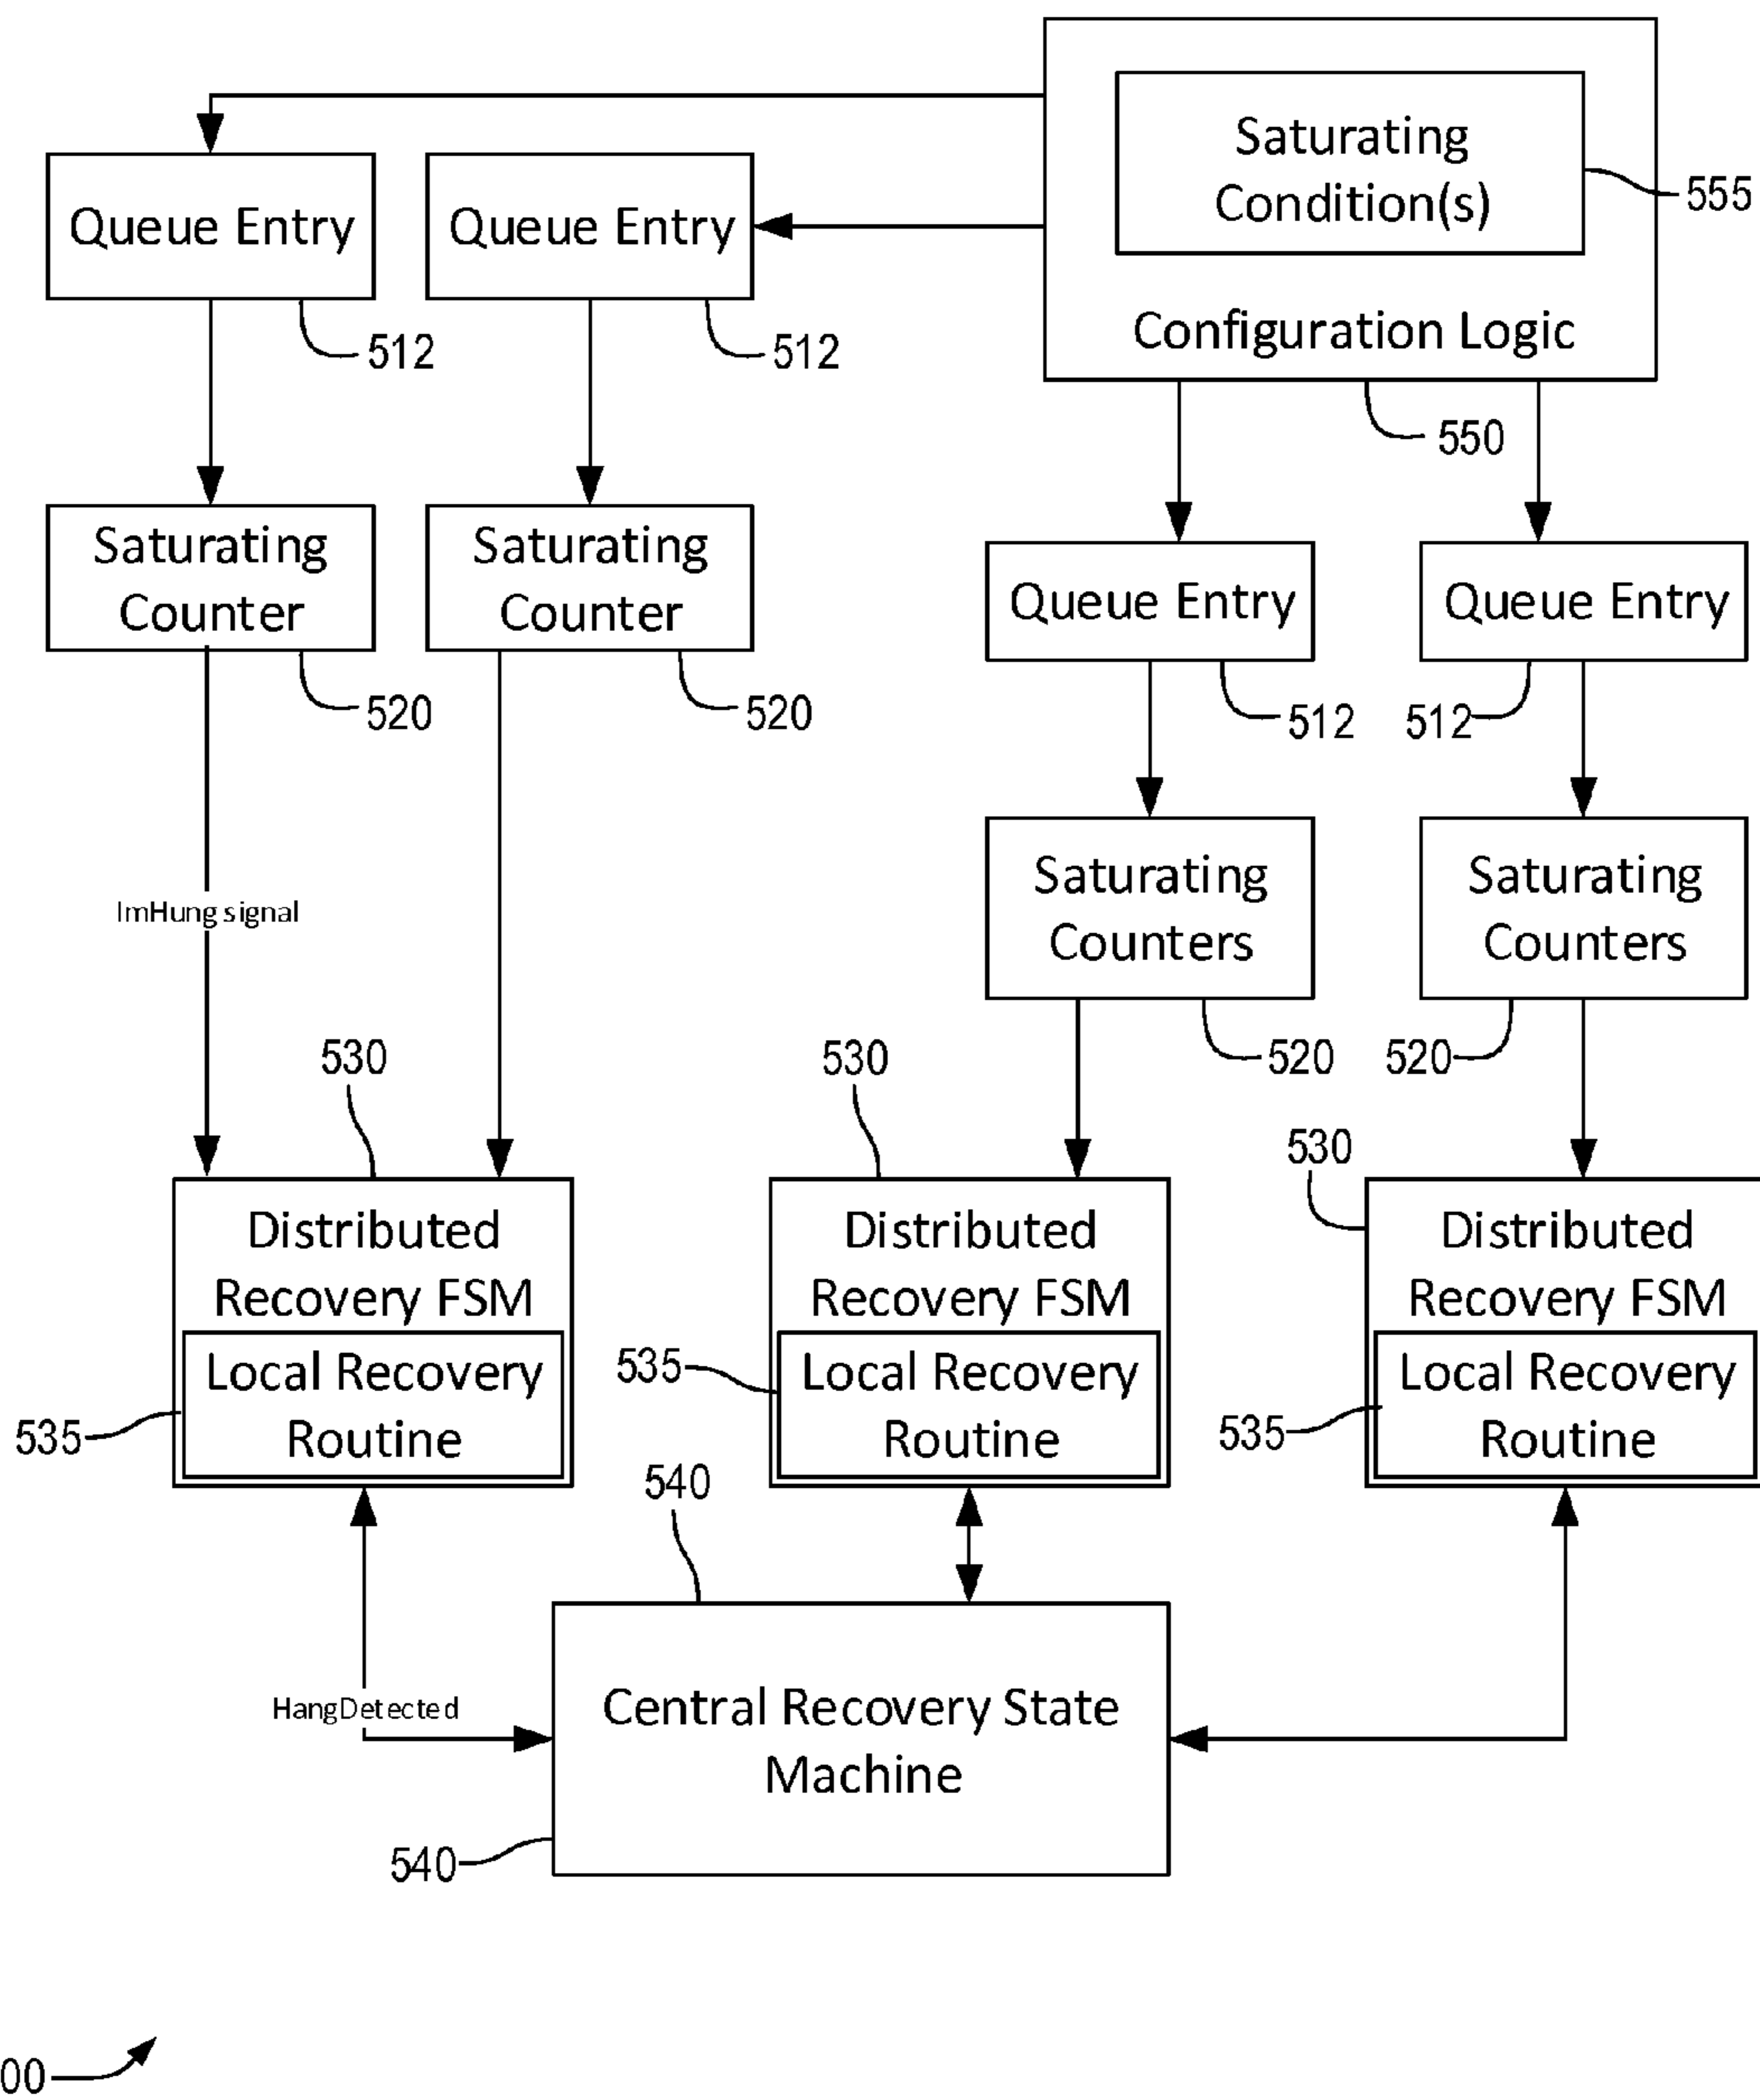 Saturating
Condition(s)
555
Configuration Logic
550
Queue Entry
512
Queue Entry
512
Saturating
Counter
520
Saturating
Counter
520
Queue Entry
512
Queue Entry
512
Saturating
Counters
520
Saturating
Counters
520
ImHung signal
530
Distributed
Recovery FSM
Local Recovery
Routine
535
530
Distributed
Recovery FSM
Local Recovery
Routine
535
530
Distributed
Recovery FSM
Local Recovery
Routine
535
HangDetected
540
Central Recovery State
Machine
540
00